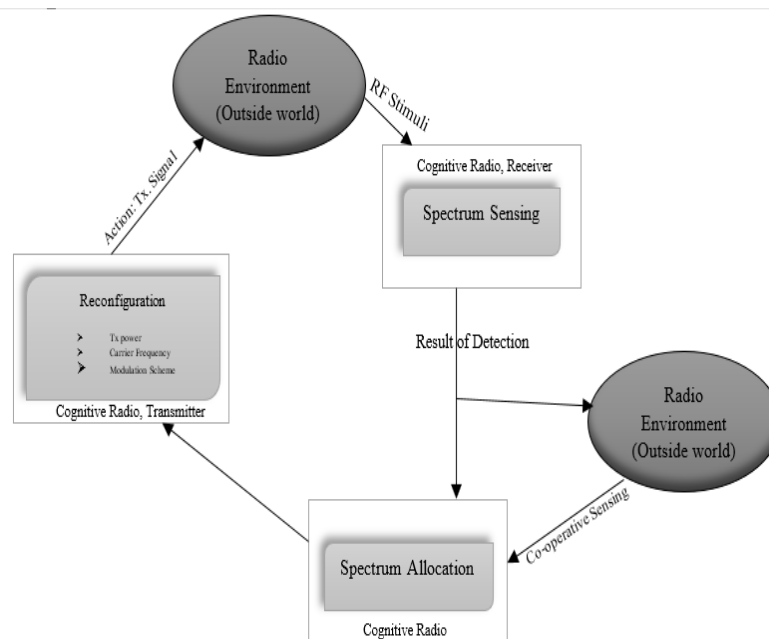 Radio
Environment
(Outside world)
RF Stimuli
Cognitive Radio, Receiver
Spectrum Sensing
Action: Tx. Signal
Reconfiguration
Tx power
Carrier Frequency
Modulation Scheme
Cognitive Radio, Transmitter
Result of Detection
Radio
Environment
(Outside world)
Co-operative Sensing
Spectrum Allocation
Cognitive Radio